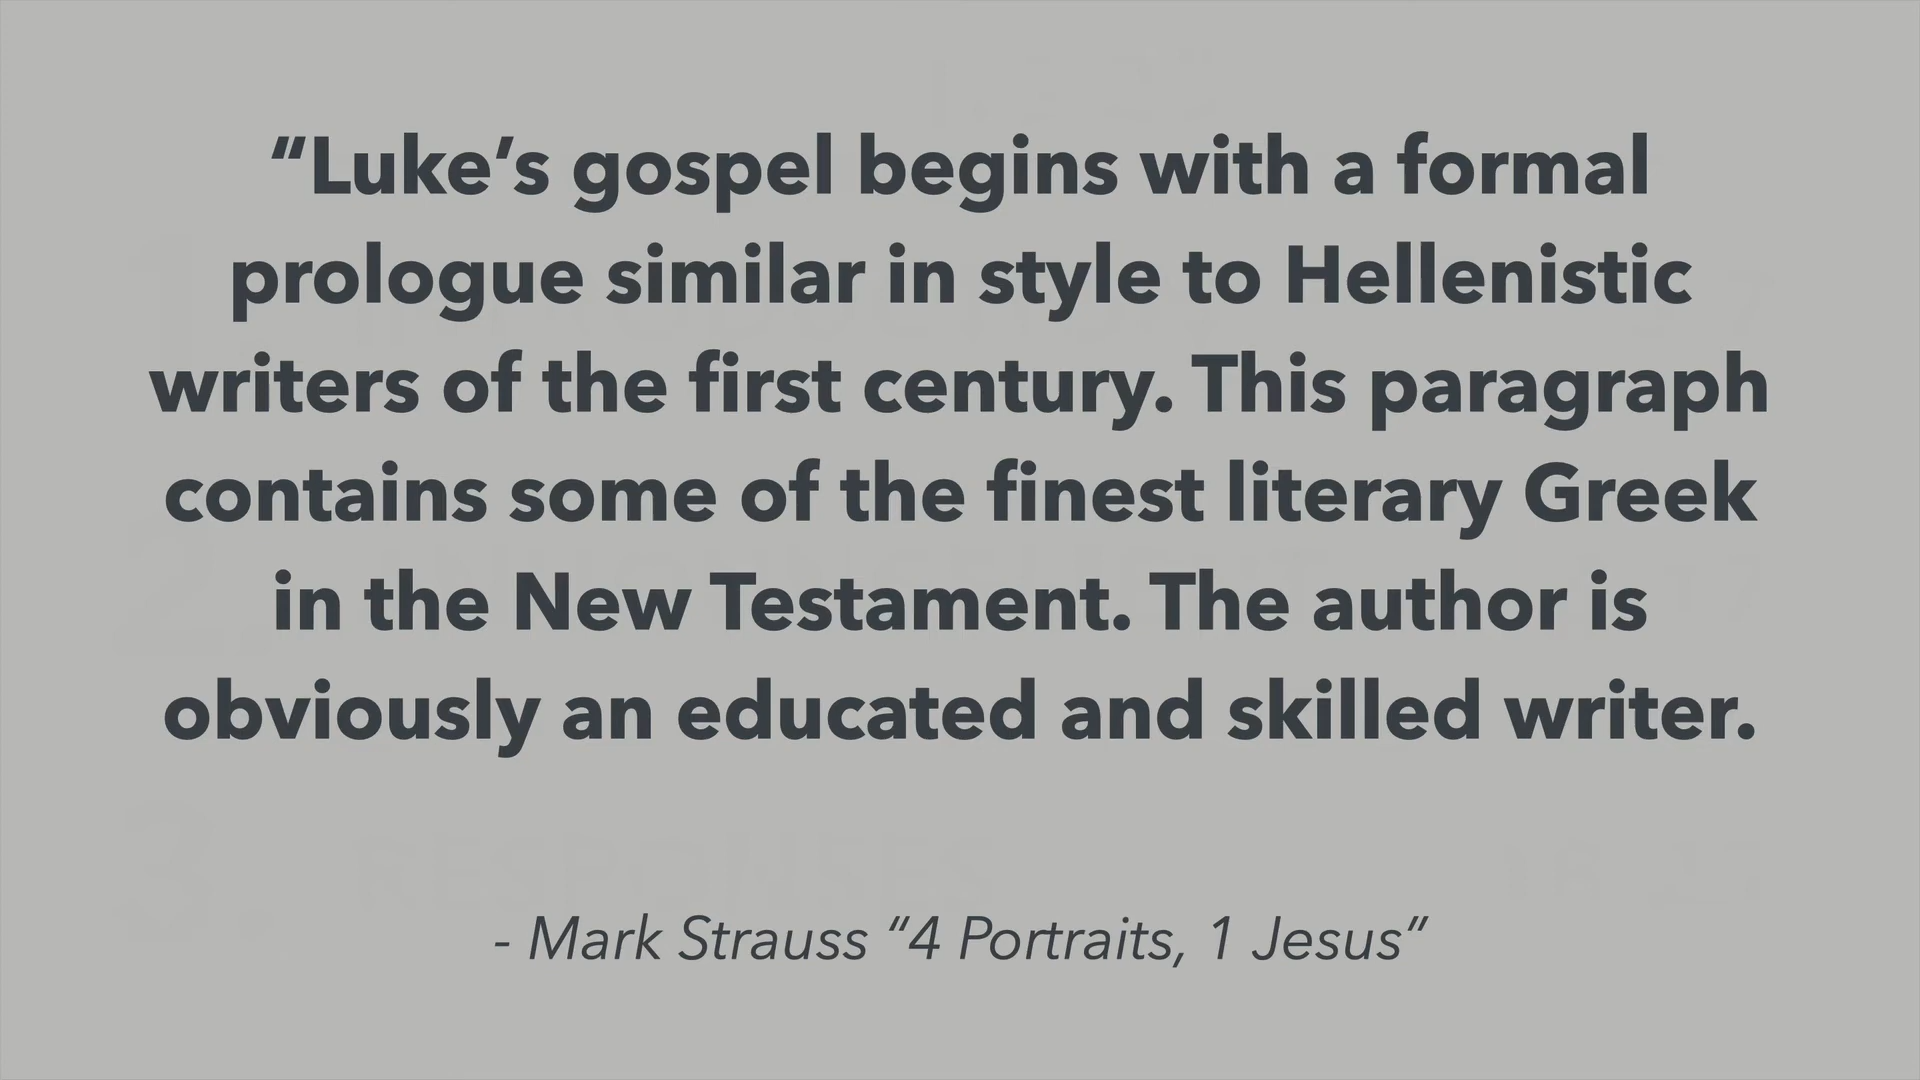 “Luke’s gospel begins with a formal
prologue similar in style to Hellenistic
writers of the first century. This paragraph
contains some of the finest literary Greek
in the New Testament. The author is
obviously an educated and skilled writer.
- Mark Strauss “4 Portraits, 1 Jesus”
3. RESPONSES